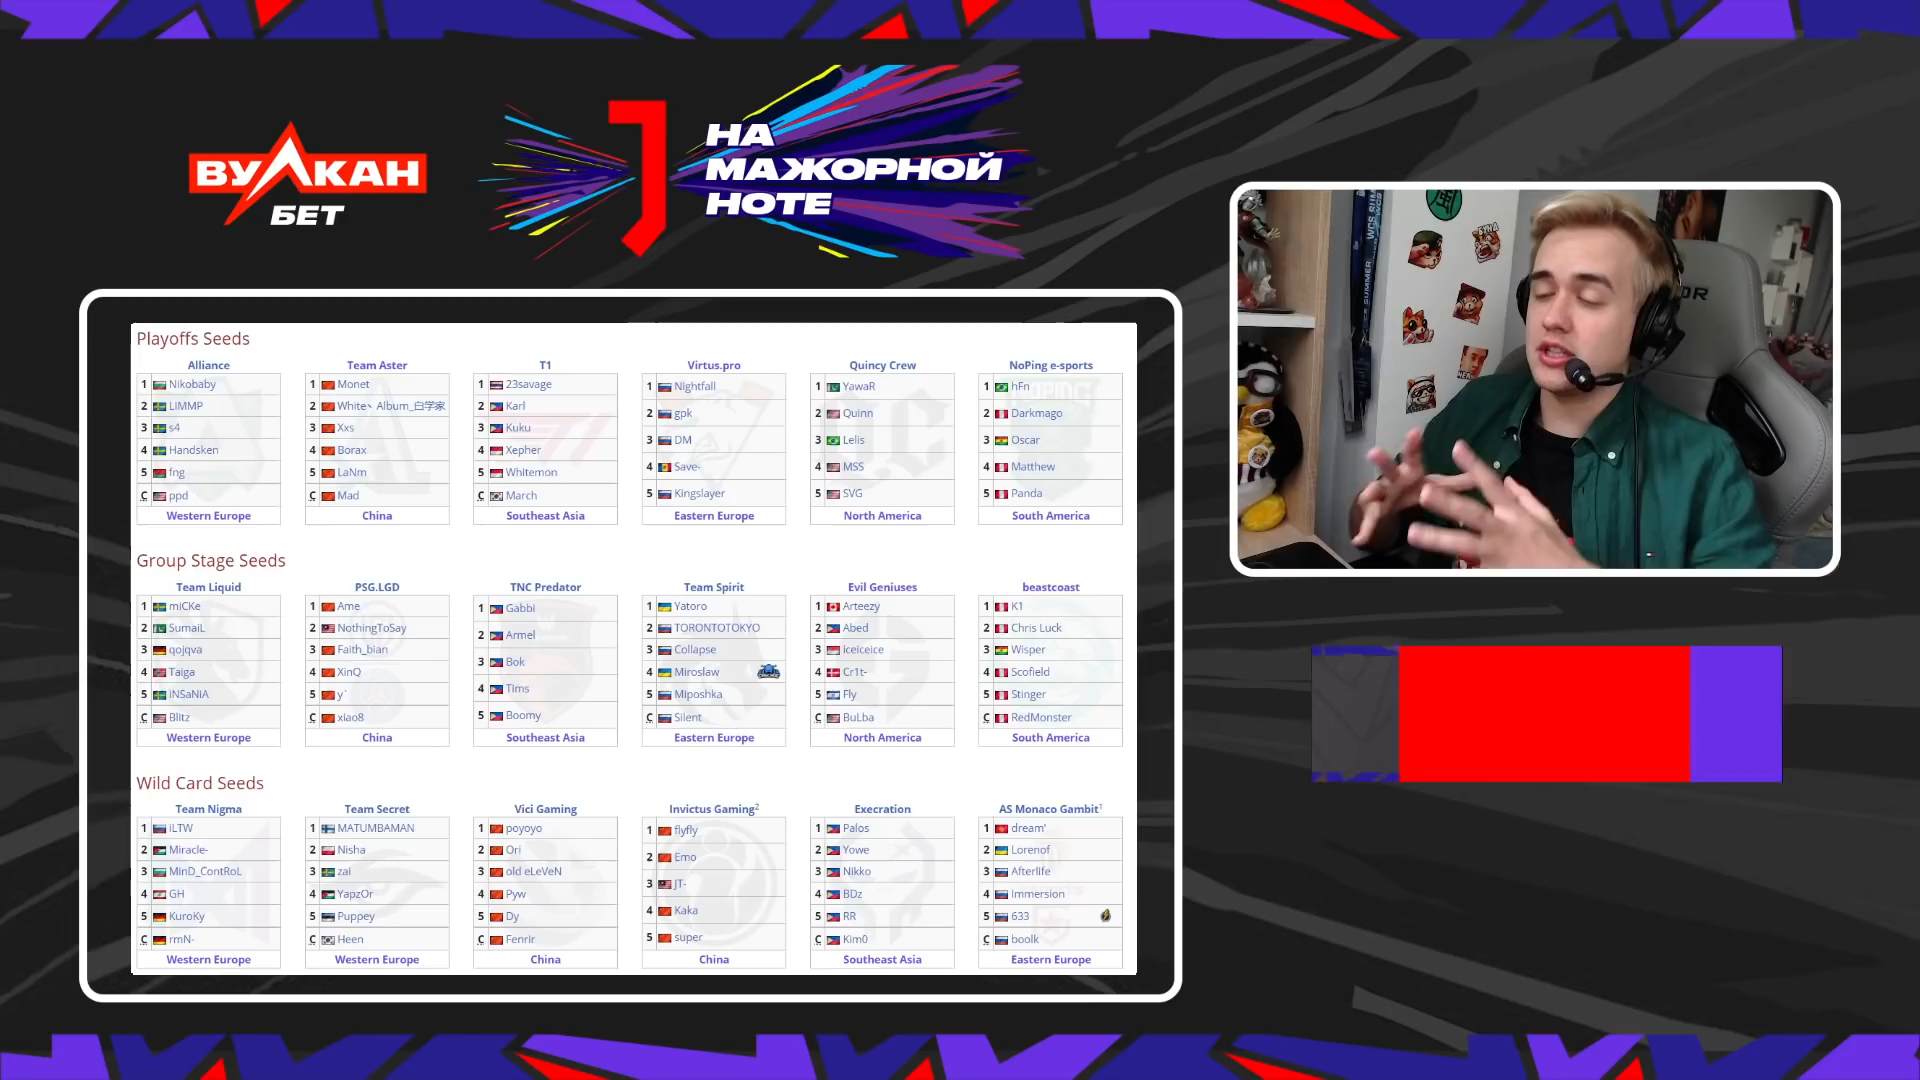 ВУЛКАН
БЕТ
НА
МАЖОРНОЙ
НОТЕ
Playoffs Seeds
Alliance
1 Nikobaby
2 LIMMP
3 s4
4 Handsken
5 fng
C ppd
Western Europe
Team Aster
1 Monet
2 White丶Album_白学家
3 Xxs
4 Borax
5 LaNm
C Mad
China
T1
1 23savage
2 Karl
3 Kuku
4 Xepher
5 Whitemon
C March
Southeast Asia
Virtus.pro
1 Nightfall
2 gpk
3 DM
4 Save-
5 Kingslayer
Eastern Europe
Quincy Crew
1 YawaR
2 Quinn
3 Lelis
4 MSS
5 SVG
North America
NoPing e-sports
1 hFn
2 Darkmago
3 Oscar
4 Matthew
5 Panda
South America
Group Stage Seeds
Team Liquid
1 miCKe
2 SumaiL
3 qojqva
4 Taiga
5 iNSaNiA
C Blitz
Western Europe
PSG.LGD
1 Ame
2 NothingToSay
3 Faith_bian
4 XinQ
5 y`
C xiao8
China
TNC Predator
1 Gabbi
2 Armel
3 Bok
4 Tims
5 Boomy
Southeast Asia
Team Spirit
1 Yatoro
2 TORONTOTOKYO
3 Collapse
4 Miroslaw
5 Miposhka
C Silent
Eastern Europe
Evil Geniuses
1 Arteezy
2 Abed
3 iceiceice
4 Cr1t-
5 Fly
C BuLba
North America
beastcoast
1 K1
2 Chris Luck
3 Wisper
4 Scofield
5 Stinger
C RedMonster
South America
Wild Card Seeds
Team Nigma
1 iLTW
2 Miracle-
3 MinD_ContRoL
4 GH
5 KuroKy
C rmN-
Western Europe
Team Secret
1 MATUMBAMAN
2 Nisha
3 zai
4 YapzOr
5 Puppey
C Heen
Western Europe
Vici Gaming
1 poyoyo
2 Ori
3 old eLeVeN
4 Pyw
5 Dy
C Fenrir
China
Invictus Gaming2
1 flyfly
2 Emo
3 JT-
4 Kaka
5 super
China
Execration
1 Palos
2 Yowe
3 Nikko
4 BDz
5 RR
C Kim0
Southeast Asia
AS Monaco Gambit1
1 dream'
2 Lorenof
3 Afterlife
4 Immersion
5 633
C boolk
Eastern Europe